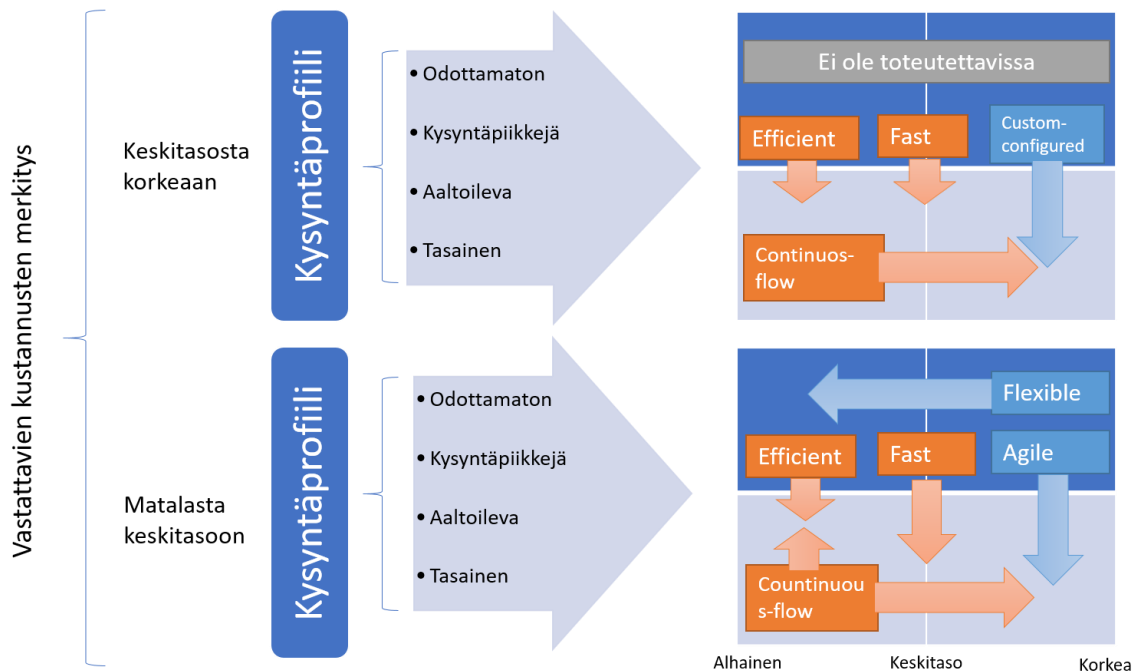 Vastattavien kustannusten merkitys
Keskitasosta
korkeaan
Kysyntäprofiili
• Odottamaton
• Kysyntäpiikkejä
• Aaltoileva
• Tasainen
Ei ole toteutettavissa
Efficient
Fast
Custom-
configured
Continuos-
flow
Matalasta
keskitasoon
Kysyntäprofiili
• Odottamaton
• Kysyntäpiikkejä
• Aaltoileva
• Tasainen
Flexible
Efficient
Fast
Agile
Countinuou
s-flow
Alhainen
Keskitaso
Korkea